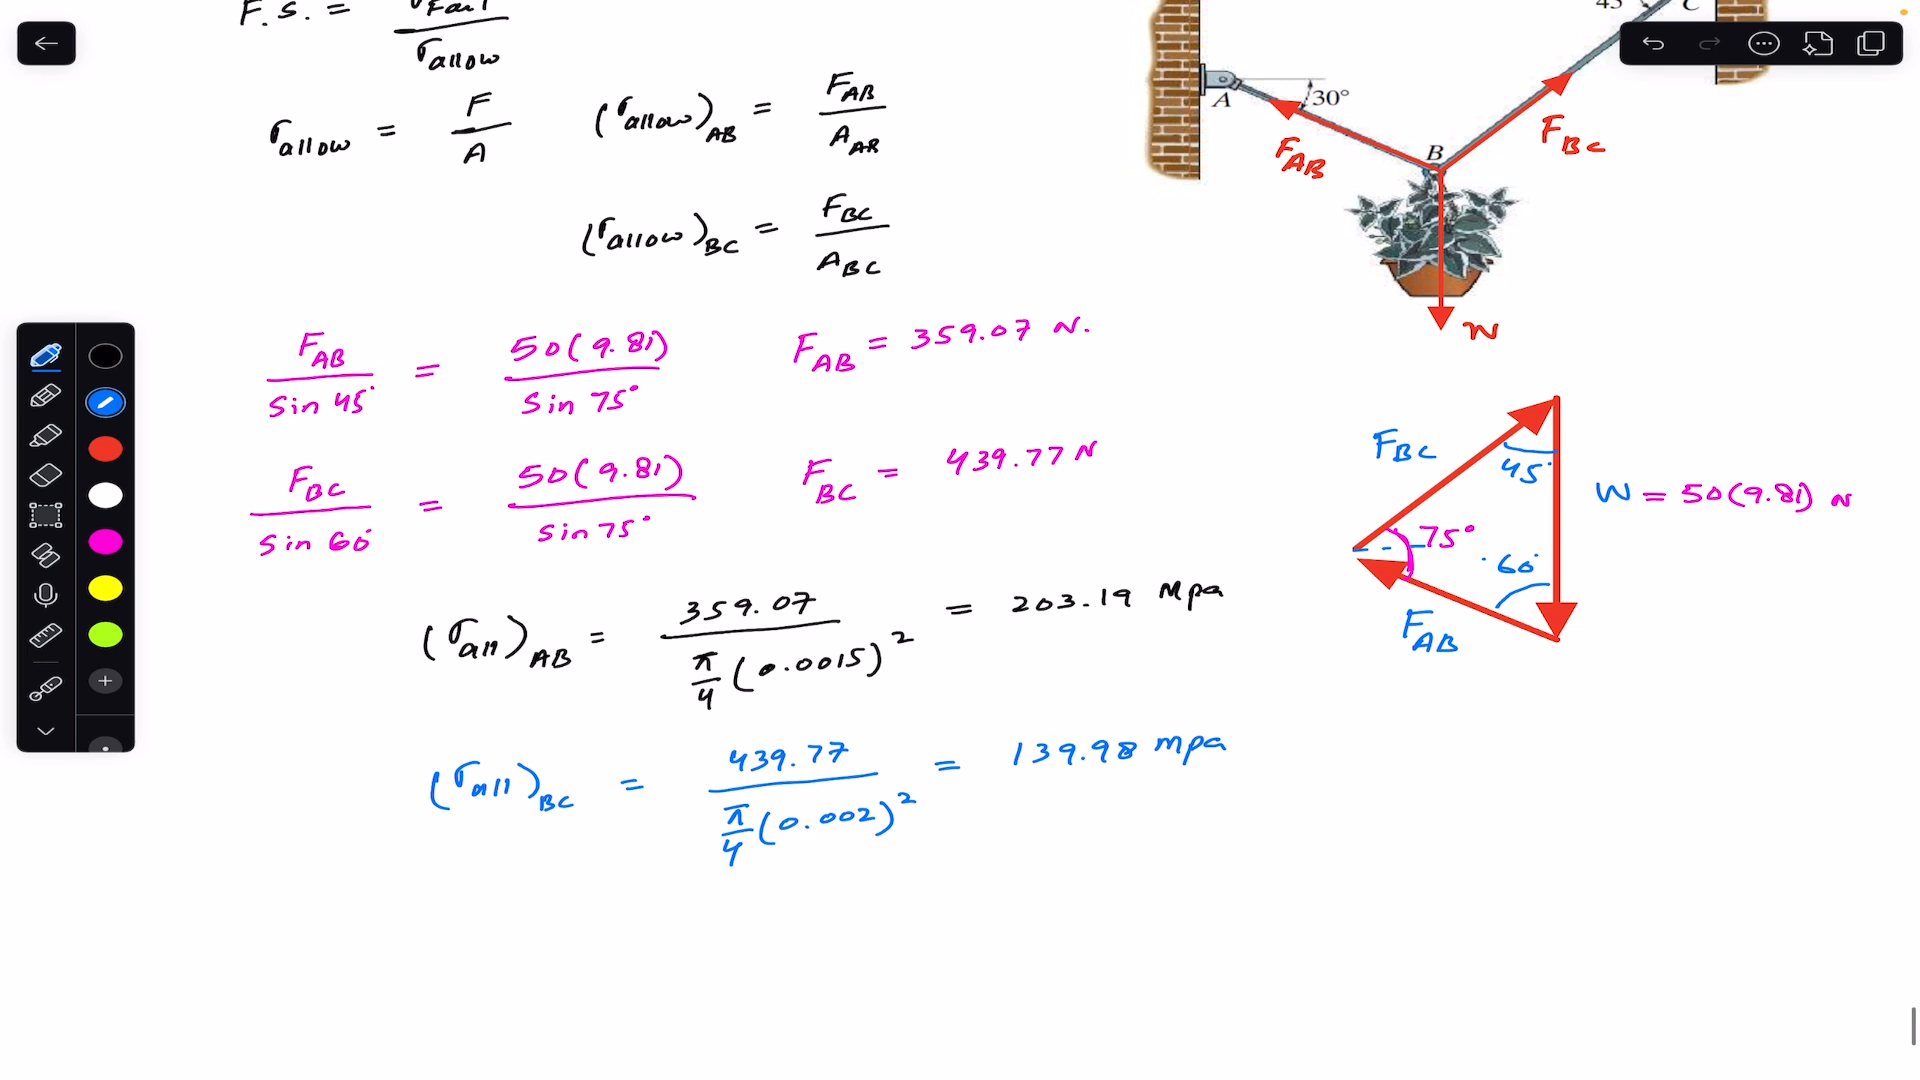 F.S. = σFail / σallow
45° C
σallow = F / A (σallow)AB = FAB / AAB
A 30°
FAB B FBC
(σallow)BC = FBC / ABC
W
FAB / Sin 45° = 50(9.81) / Sin 75° FAB = 359.07 N.
FBC / Sin 60° = 50(9.81) / Sin 75° FBC = 439.77 N
FBC 45° W = 50(9.81) N
75° 60°
FAB
(σall)AB = 359.07 / π/4 (0.0015)² = 203.19 Mpa
(σall)BC = 439.77 / π/4 (0.002)² = 139.98 mpa